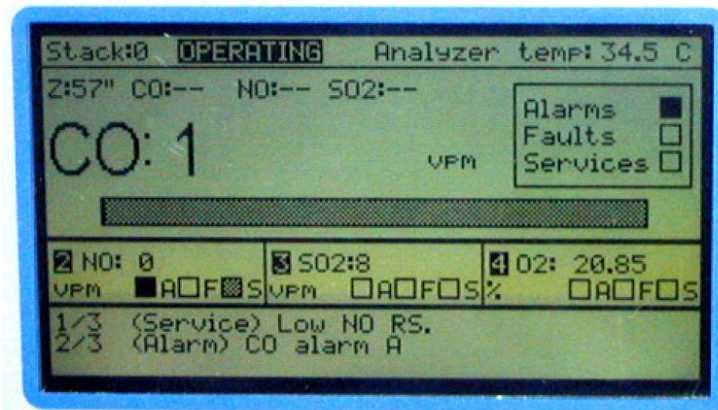 Stack:0 OPERATING Analyzer temp: 34.5 C
Z:57" CO:-- NO:-- SO2:--
Alarms
Faults
Services
CO: 1
vpm
2 NO: 0
vpm A F S
3 SO2:8
vpm A F S
4 O2: 20.85
% A F S
1/3 (Service) Low NO RS.
2/3 (Alarm) CO alarm A